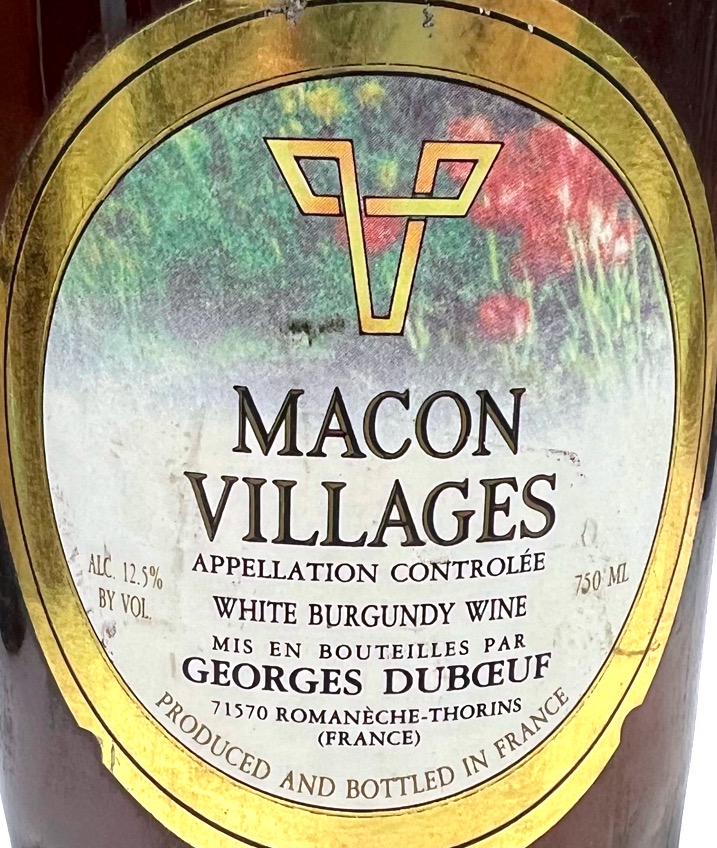 MACON
VILLAGES
APPELLATION CONTROLÉE
ALC. 12.5%
BY VOL.
750 ML
WHITE BURGUNDY WINE
MIS EN BOUTEILLES PAR
GEORGES DUBŒUF
71570 ROMANÈCHE-THORINS
(FRANCE)
PRODUCED AND BOTTLED IN FRANCE